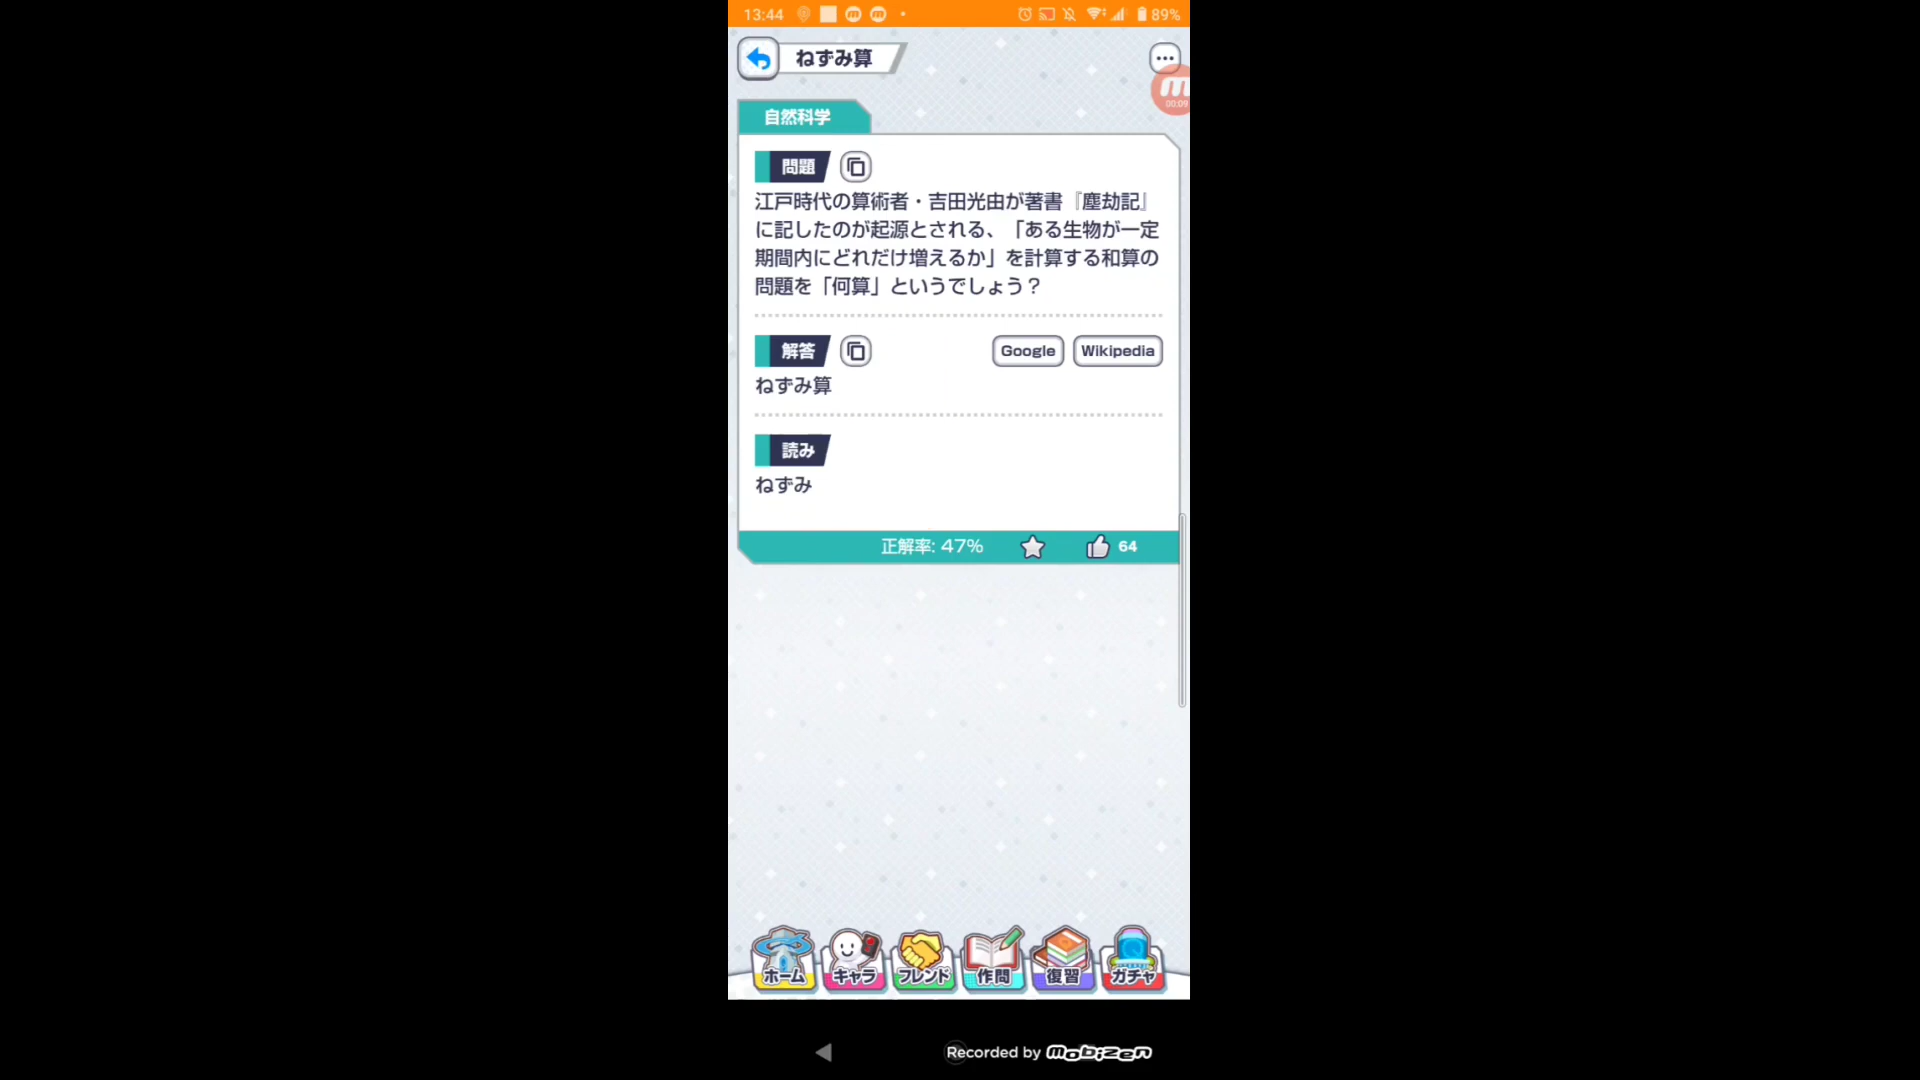 13:44
89%
ねずみ算
00:09
自然科学
問題
江戸時代の算術者・吉田光由が著書『塵劫記』
に記したのが起源とされる、「ある生物が一定
期間内にどれだけ増えるか」を計算する和算の
問題を「何算」というでしょう？
解答
Google
Wikipedia
ねずみ算
読み
ねずみ
正解率: 47%
64
ホーム
キャラ
フレンド
作問
復習
ガチャ
Recorded by mobizen